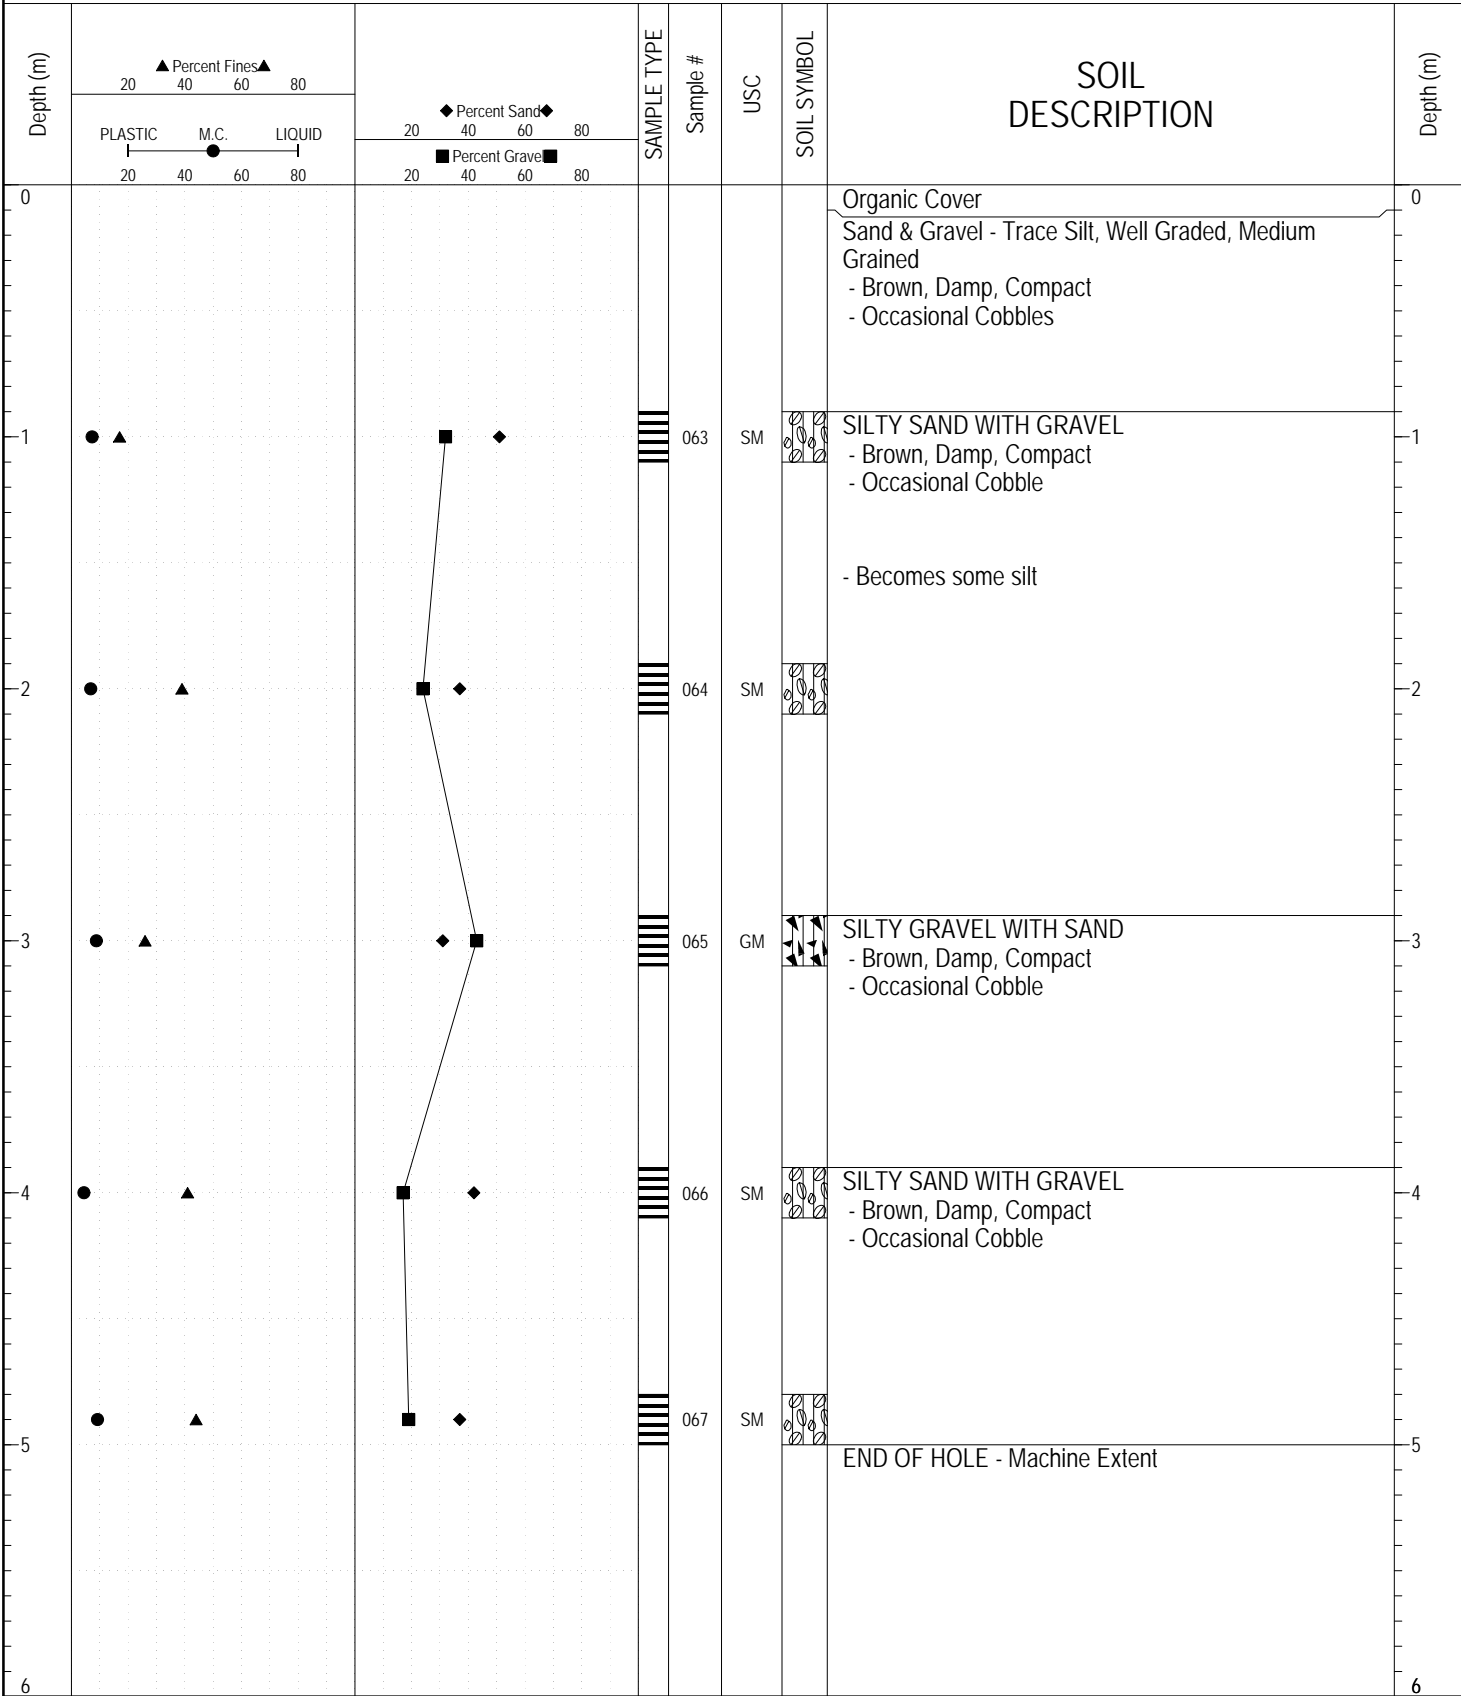 Depth (m)
▲ Percent Fines ▲
20 40 60 80
PLASTIC M.C. LIQUID
20 40 60 80
◆ Percent Sand ◆
20 40 60 80
■ Percent Gravel ■
20 40 60 80
SAMPLE TYPE
Sample #
USC
SOIL SYMBOL
SOIL
DESCRIPTION
Depth (m)
0 Organic Cover 0
Sand & Gravel - Trace Silt, Well Graded, Medium
Grained
- Brown, Damp, Compact
- Occasional Cobbles
SILTY SAND WITH GRAVEL
1 063 SM - Brown, Damp, Compact 1
- Occasional Cobble
- Becomes some silt
2 064 SM 2
SILTY GRAVEL WITH SAND
3 065 GM - Brown, Damp, Compact 3
- Occasional Cobble
SILTY SAND WITH GRAVEL
4 066 SM - Brown, Damp, Compact 4
- Occasional Cobble
067 SM
5 5
END OF HOLE - Machine Extent
6 6